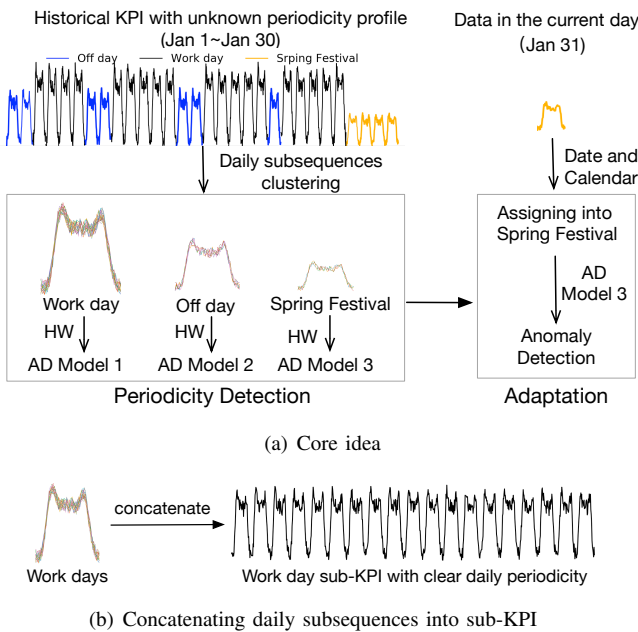 Historical KPI with unknown periodicity profile
(Jan 1~Jan 30)
Off day
Work day
Srping Festival
Data in the current day
(Jan 31)
Daily subsequences
clustering
Date and
Calendar
Work day
Off day
Spring Festival
HW
HW
HW
AD Model 1
AD Model 2
AD Model 3
Periodicity Detection
Assigning into
Spring Festival
AD
Model 3
Anomaly
Detection
Adaptation
(a) Core idea
concatenate
Work days
Work day sub-KPI with clear daily periodicity
(b) Concatenating daily subsequences into sub-KPI